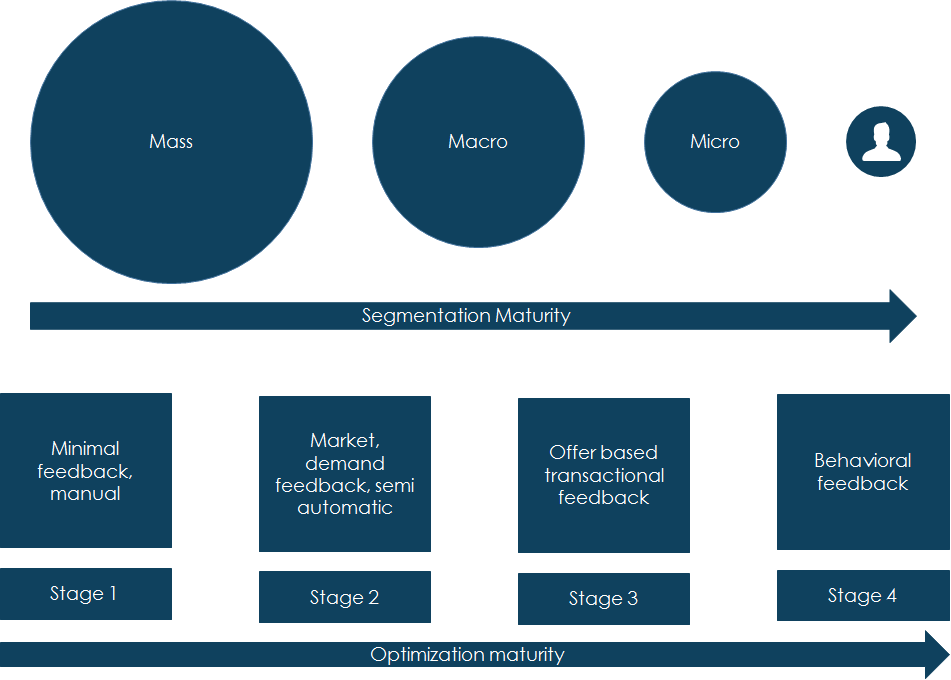 Mass
Macro
Micro
Segmentation Maturity
Minimal
feedback,
manual
Market,
demand
feedback, semi
automatic
Offer based
transactional
feedback
Behavioral
feedback
Stage 1
Stage 2
Stage 3
Stage 4
Optimization maturity